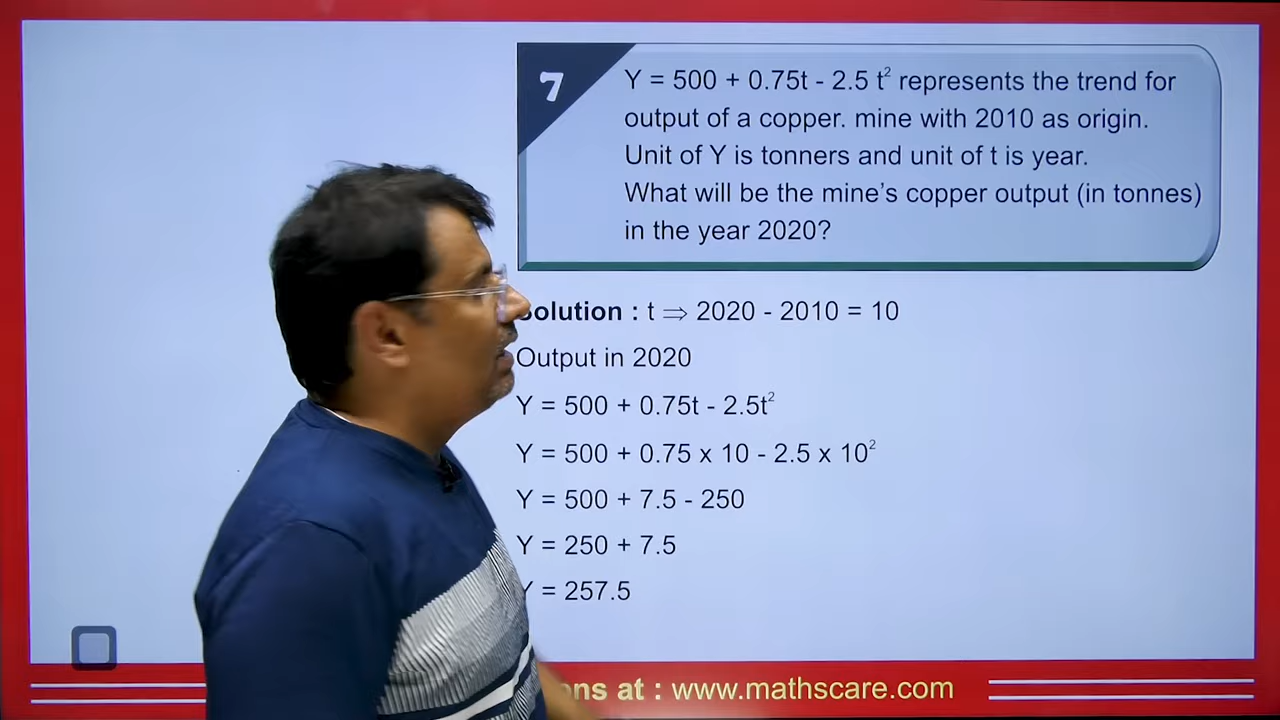 7
Y = 500 + 0.75t - 2.5 t² represents the trend for
output of a copper. mine with 2010 as origin.
Unit of Y is tonners and unit of t is year.
What will be the mine's copper output (in tonnes)
in the year 2020?
Solution : t ⇒ 2020 - 2010 = 10
Output in 2020
Y = 500 + 0.75t - 2.5t²
Y = 500 + 0.75 x 10 - 2.5 x 10²
Y = 500 + 7.5 - 250
Y = 250 + 7.5
Y = 257.5
at : www.mathscare.com